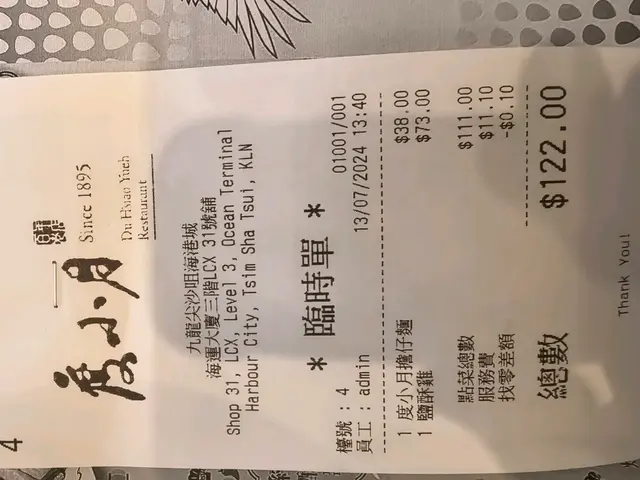 4
度小月
Since 1895
Du Hsiao Yueh
Restaurant
九龍尖沙咀海港城
海運大廈三階LCX 31號舖
Shop 31, LCX, Level 3, Ocean Terminal
Harbour City, Tsim Sha Tsui, KLN
* 臨時單 *
檯號 : 4 01001/001
員工 : admin 13/07/2024 13:40
1 度小月擔仔麵 $38.00
1 鹽酥雞 $73.00
點菜總數 $111.00
服務費 $11.10
找零差額 -$0.10
總數 $122.00
Thank You!